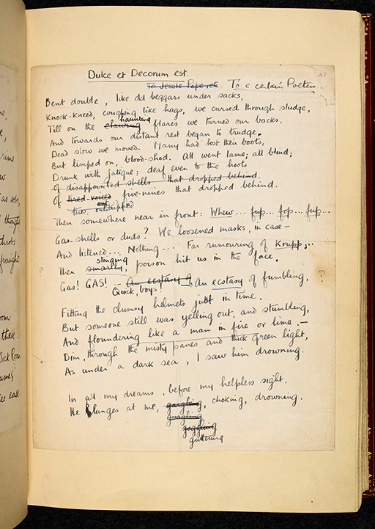 Dulce et Decorum est.
To Jessie Pope etc To a certain Poetess.
Bent double, like old beggars under sacks,
Knock-kneed, coughing like hags, we cursed through sludge,
haunting
Till on the clawing flares we turned our backs.
And towards our distant rest began to trudge.
Dead slow we moved. Many had lost their boots,
But limped on, blood-shod. All went lame; all blind;
Drunk with fatigue; deaf even to the hoots
Of disappointed shells that dropped behind.
Of tired-voiced five-nines that dropped behind.
Then somewhere near in front: Whew... fup... fop... fup...
Gas shells or duds? We loosened masks, in case —
And listened... Nothing... Far rumouring of Krupp;..
stinging
Then smartly, poison hit us in the face.
Gas! GAS! – An ecstasy of an ecstasy of fumbling,
Quick, boys!
Fitting the clumsy helmets just in time.
But someone still was yelling out, and stumbling,
And floundering like a man in fire or lime. —
Dim, through the misty panes and thick green light,
As under a dark sea, I saw him drowning.
In all my dreams, before my helpless sight,
He plunges at me, gargling, choking, drowning.
gurgling
goggling
guttering